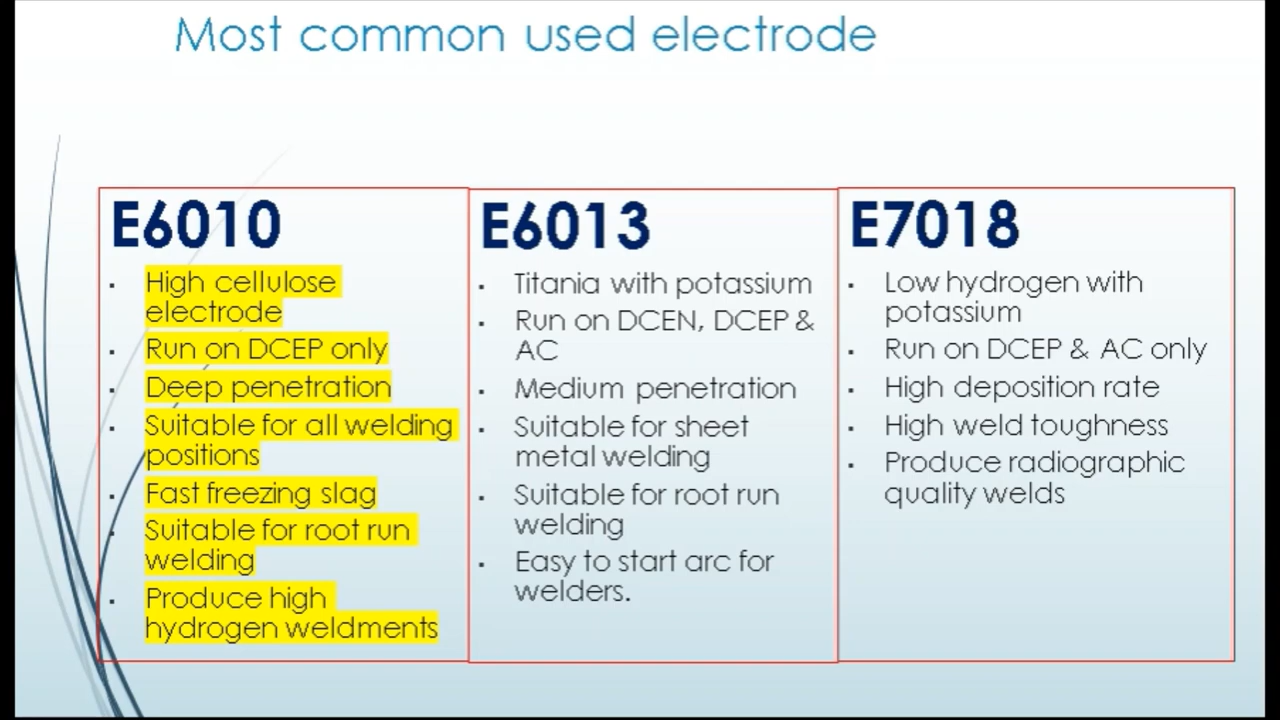 Most common used electrode
E6010
▪ High cellulose
electrode
▪ Run on DCEP only
▪ Deep penetration
▪ Suitable for all welding
positions
▪ Fast freezing slag
▪ Suitable for root run
welding
▪ Produce high
hydrogen weldments
E6013
▪ Titania with potassium
▪ Run on DCEN, DCEP &
AC
▪ Medium penetration
▪ Suitable for sheet
metal welding
▪ Suitable for root run
welding
▪ Easy to start arc for
welders.
E7018
▪ Low hydrogen with
potassium
▪ Run on DCEP & AC only
▪ High deposition rate
▪ High weld toughness
▪ Produce radiographic
quality welds